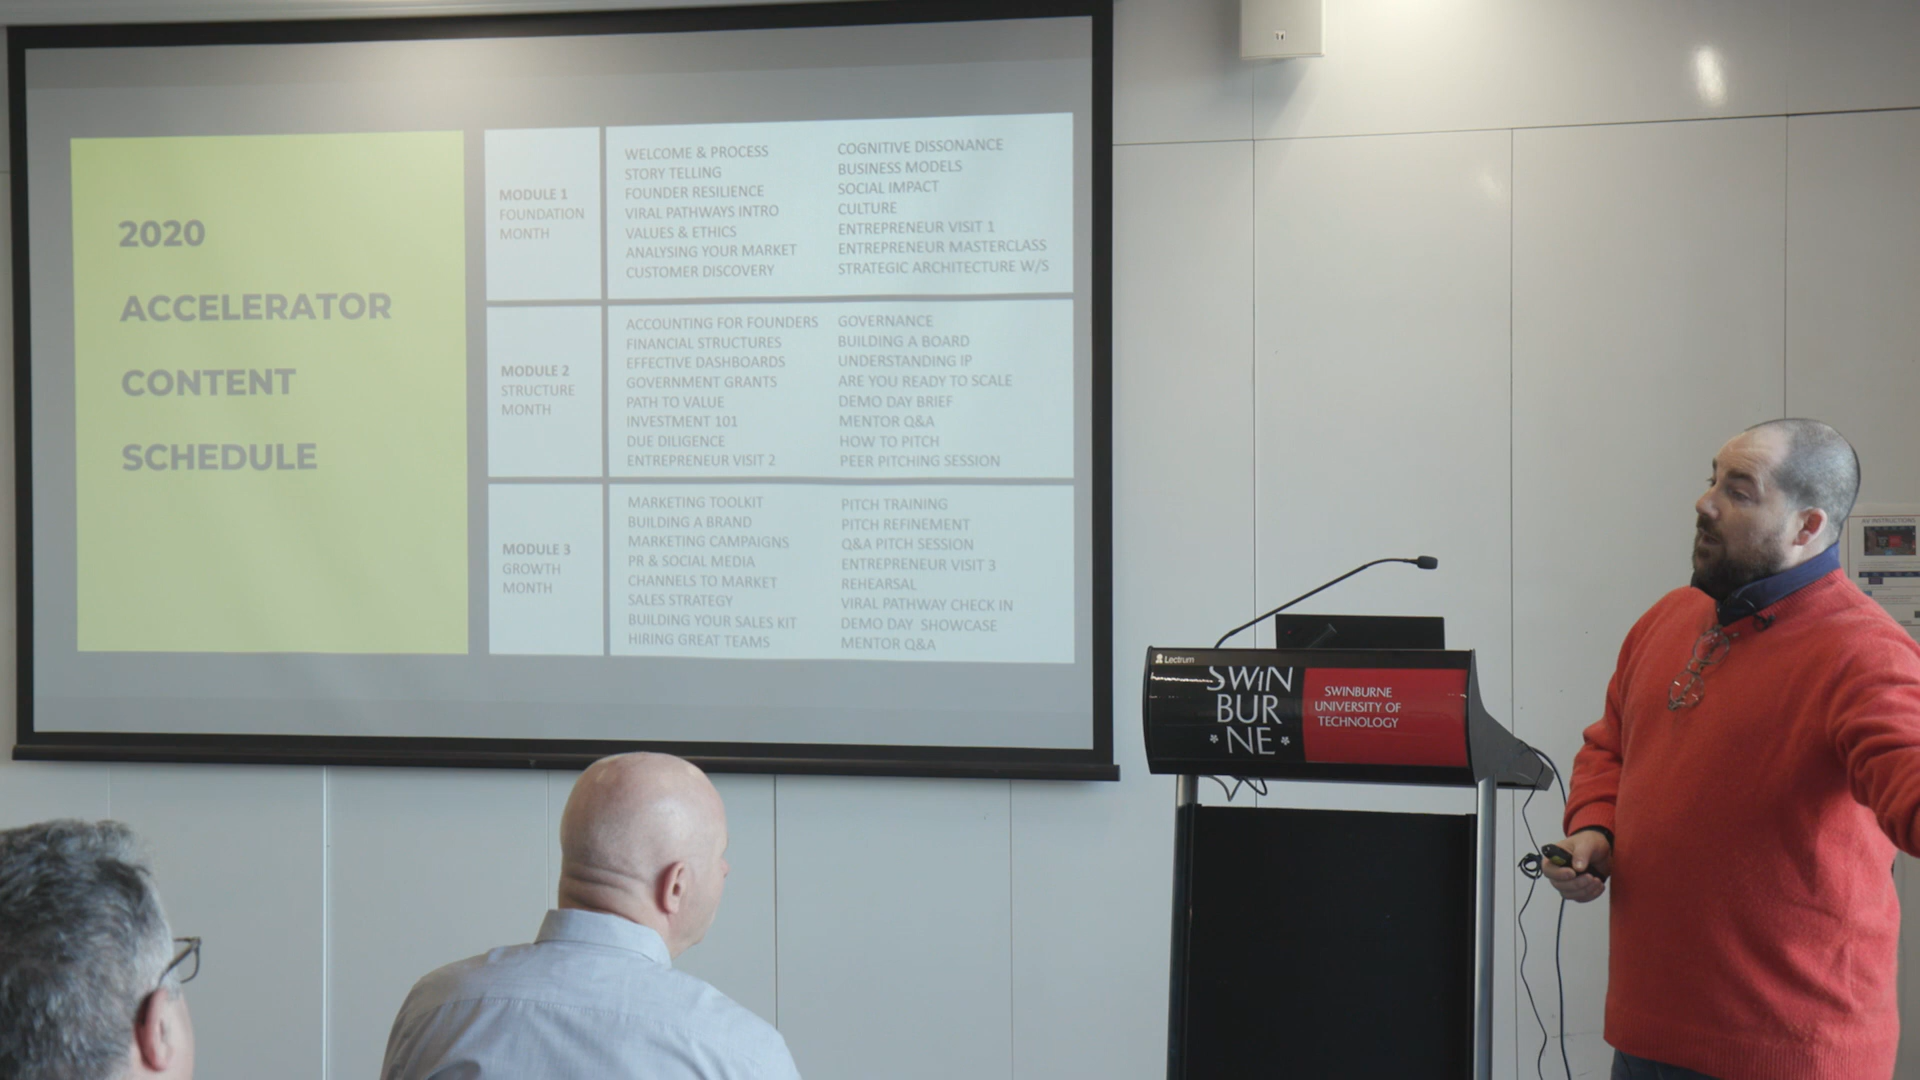 2020
ACCELERATOR
CONTENT
SCHEDULE
MODULE 1
FOUNDATION
MONTH
WELCOME & PROCESS
STORY TELLING
FOUNDER RESILIENCE
VIRAL PATHWAYS INTRO
VALUES & ETHICS
ANALYSING YOUR MARKET
CUSTOMER DISCOVERY
COGNITIVE DISSONANCE
BUSINESS MODELS
SOCIAL IMPACT
CULTURE
ENTREPRENEUR VISIT 1
ENTREPRENEUR MASTERCLASS
STRATEGIC ARCHITECTURE W/S
MODULE 2
STRUCTURE
MONTH
ACCOUNTING FOR FOUNDERS
FINANCIAL STRUCTURES
EFFECTIVE DASHBOARDS
GOVERNMENT GRANTS
PATH TO VALUE
INVESTMENT 101
DUE DILIGENCE
ENTREPRENEUR VISIT 2
GOVERNANCE
BUILDING A BOARD
UNDERSTANDING IP
ARE YOU READY TO SCALE
DEMO DAY BRIEF
MENTOR Q&A
HOW TO PITCH
PEER PITCHING SESSION
MODULE 3
GROWTH
MONTH
MARKETING TOOLKIT
BUILDING A BRAND
MARKETING CAMPAIGNS
PR & SOCIAL MEDIA
CHANNELS TO MARKET
SALES STRATEGY
BUILDING YOUR SALES KIT
HIRING GREAT TEAMS
PITCH TRAINING
PITCH REFINEMENT
Q&A PITCH SESSION
ENTREPRENEUR VISIT 3
REHEARSAL
VIRAL PATHWAY CHECK IN
DEMO DAY SHOWCASE
MENTOR Q&A
Lectrum
SWIN
BUR
NE
SWINBURNE
UNIVERSITY OF
TECHNOLOGY
AV INSTRUCTIONS